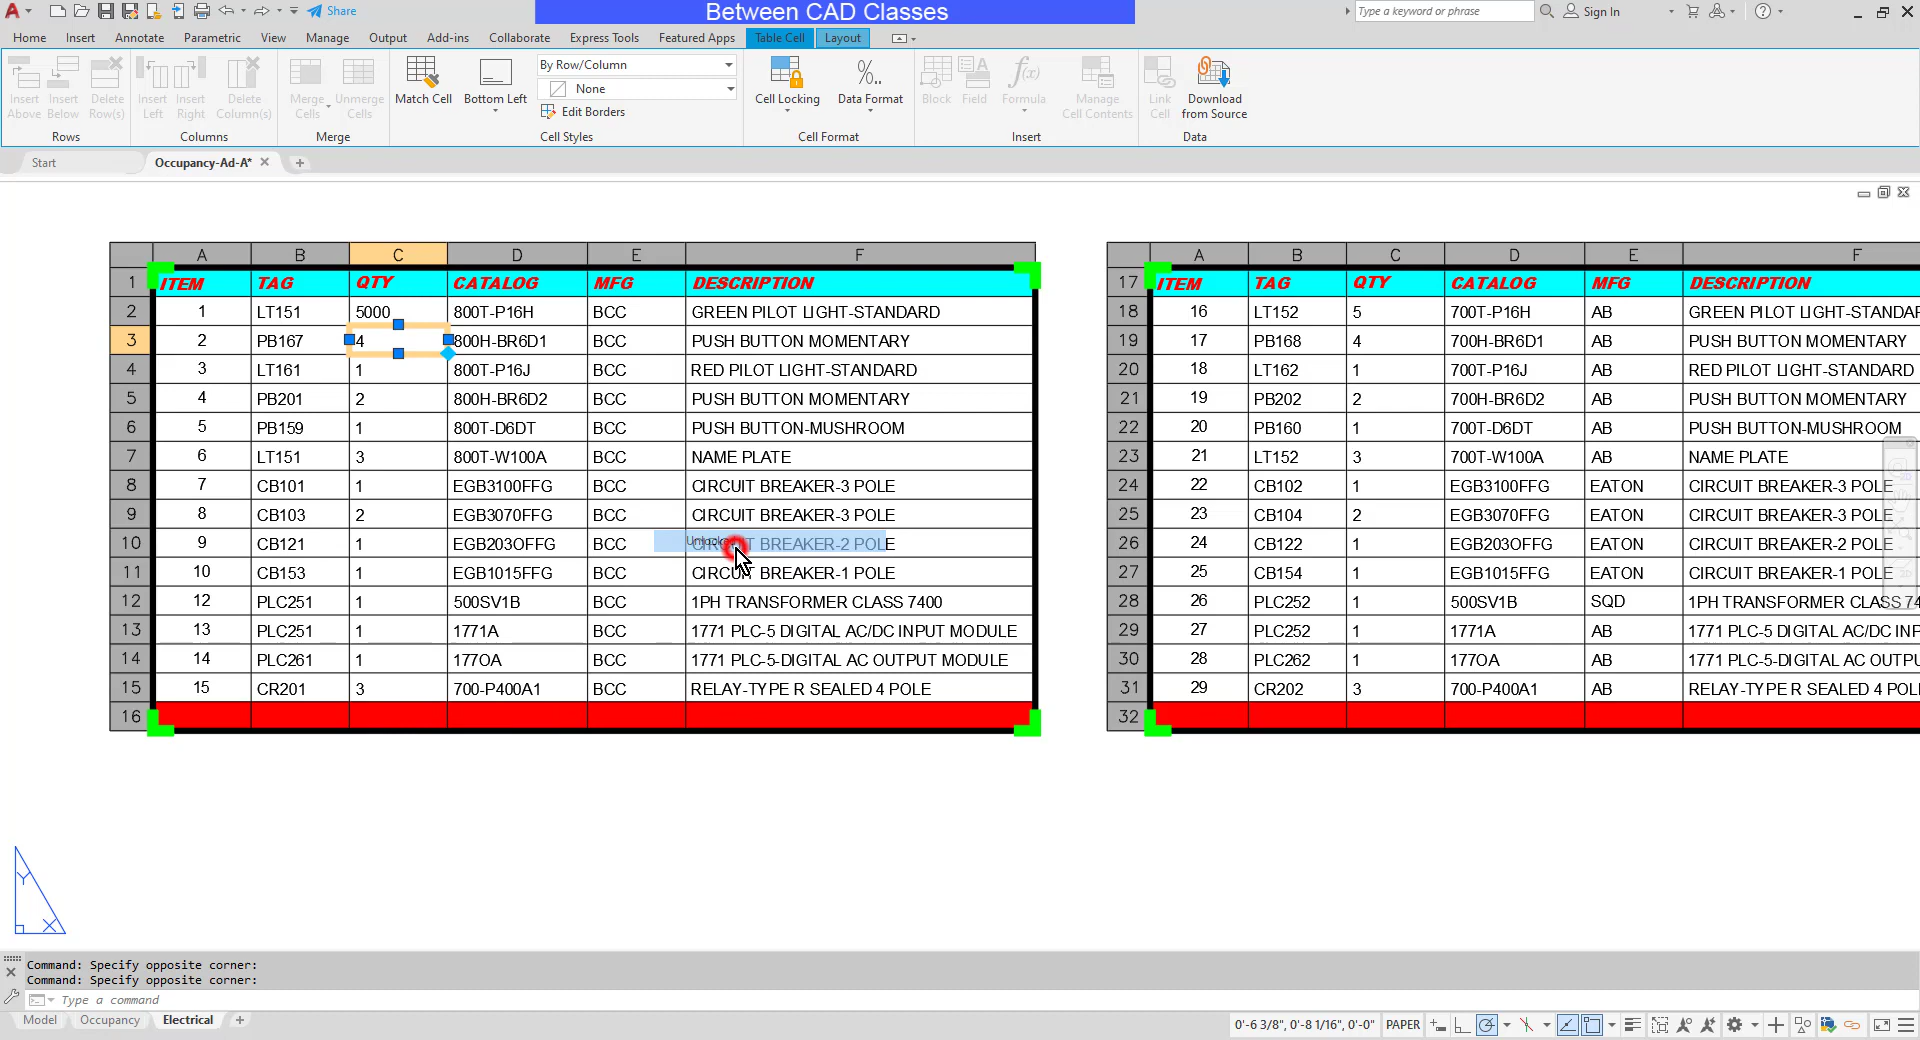 Share
Between CAD Classes
Type a keyword or phrase
Sign In
Home Insert Annotate Parametric View Manage Output Add-ins Collaborate Express Tools Featured Apps Table Cell Layout
Insert Above
Insert Below
Delete Row(s)
Rows
Insert Left
Insert Right
Delete Column(s)
Columns
Merge Cells
Unmerge Cells
Merge
Match Cell
Bottom Left
By Row/Column
None
Edit Borders
Cell Styles
Cell Locking
Data Format
Cell Format
Block
Field
Formula
Manage Cell Contents
Insert
Link Cell
Download from Source
Data
Start
Occupancy-Ad-A*
A B C D E F
1 ITEM TAG QTY CATALOG MFG DESCRIPTION
2 1 LT151 5000 800T-P16H BCC GREEN PILOT LIGHT-STANDARD
3 2 PB167 4 800H-BR6D1 BCC PUSH BUTTON MOMENTARY
4 3 LT161 1 800T-P16J BCC RED PILOT LIGHT-STANDARD
5 4 PB201 2 800H-BR6D2 BCC PUSH BUTTON MOMENTARY
6 5 PB159 1 800T-D6DT BCC PUSH BUTTON-MUSHROOM
7 6 LT151 3 800T-W100A BCC NAME PLATE
8 7 CB101 1 EGB3100FFG BCC CIRCUIT BREAKER-3 POLE
9 8 CB103 2 EGB3070FFG BCC CIRCUIT BREAKER-3 POLE
10 9 CB121 1 EGB203OFFG BCC CIRCUIT BREAKER-2 POLE
11 10 CB153 1 EGB1015FFG BCC CIRCUIT BREAKER-1 POLE
12 12 PLC251 1 500SV1B BCC 1PH TRANSFORMER CLASS 7400
13 13 PLC251 1 1771A BCC 1771 PLC-5 DIGITAL AC/DC INPUT MODULE
14 14 PLC261 1 177OA BCC 1771 PLC-5-DIGITAL AC OUTPUT MODULE
15 15 CR201 3 700-P400A1 BCC RELAY-TYPE R SEALED 4 POLE
16
A B C D E F
17 ITEM TAG QTY CATALOG MFG DESCRIPTION
18 16 LT152 5 700T-P16H AB GREEN PILOT LIGHT-STANDAR
19 17 PB168 4 700H-BR6D1 AB PUSH BUTTON MOMENTARY
20 18 LT162 1 700T-P16J AB RED PILOT LIGHT-STANDARD
21 19 PB202 2 700H-BR6D2 AB PUSH BUTTON MOMENTARY
22 20 PB160 1 700T-D6DT AB PUSH BUTTON-MUSHROOM
23 21 LT152 3 700T-W100A AB NAME PLATE
24 22 CB102 1 EGB3100FFG EATON CIRCUIT BREAKER-3 POLE
25 23 CB104 2 EGB3070FFG EATON CIRCUIT BREAKER-3 POLE
26 24 CB122 1 EGB203OFFG EATON CIRCUIT BREAKER-2 POLE
27 25 CB154 1 EGB1015FFG EATON CIRCUIT BREAKER-1 POLE
28 26 PLC252 1 500SV1B SQD 1PH TRANSFORMER CLASS 74
29 27 PLC252 1 1771A AB 1771 PLC-5 DIGITAL AC/DC INP
30 28 PLC262 1 177OA AB 1771 PLC-5-DIGITAL AC OUTPU
31 29 CR202 3 700-P400A1 AB RELAY-TYPE R SEALED 4 POL
32
Y
X
Command: Specify opposite corner:
Command: Specify opposite corner:
Type a command
Model Occupancy Electrical
0'-6 3/8", 0'-8 1/16", 0'-0" PAPER